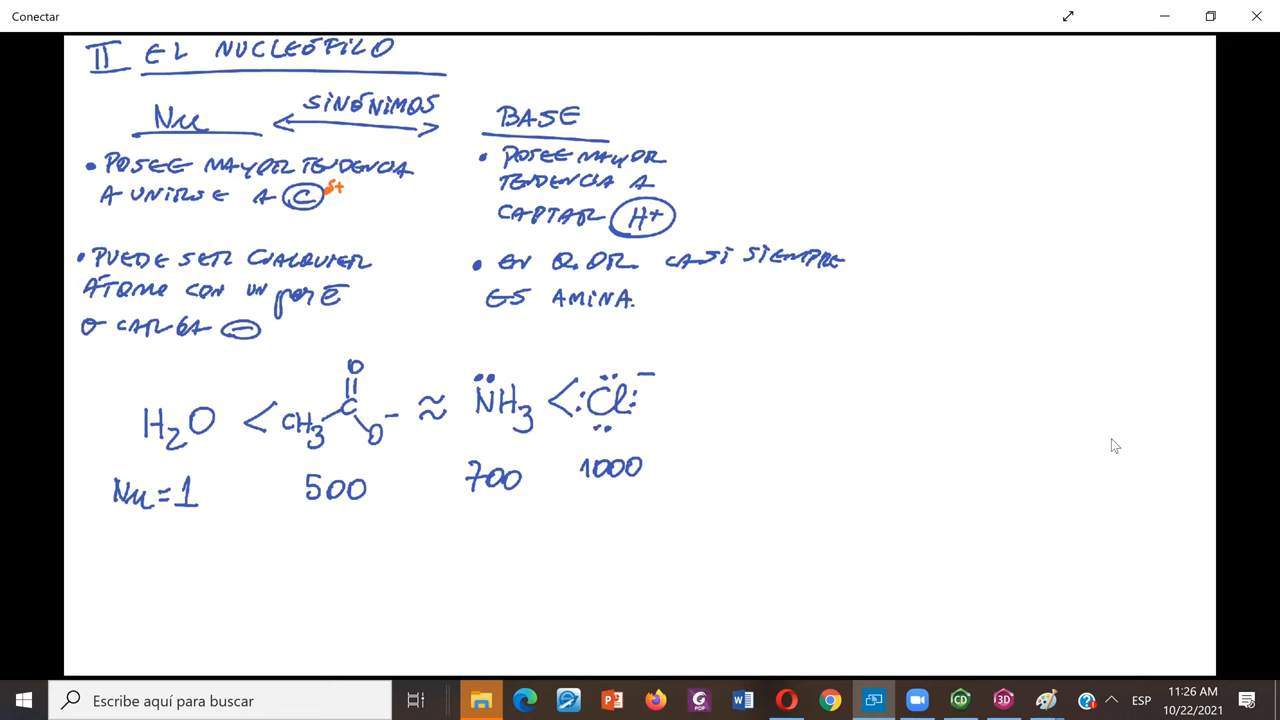 Conectar
II EL NUCLEÓFILO
Nu
SINÓNIMOS
BASE
• POSEE MAYOR TENDENCIA
A UNIRSE A C δ+
• POSEE MAYOR
TENDENCIA A
CAPTAR H+
• PUEDE SER CUALQUIER
ÁTOMO CON UN par ē
O CARGA −
• EN Q.OR. CASI SIEMPRE
ES AMINA.
O
H2O < CH3 C O− ≈ NH3 < :Cl:−
Nu=1 500 700 1000
Escribe aquí para buscar
ESP
11:26 AM
10/22/2021